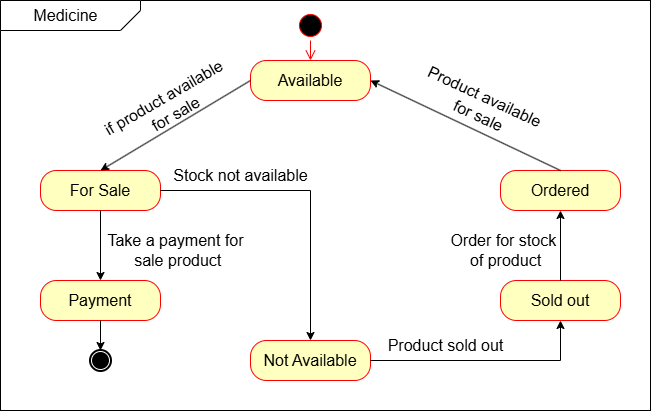 Medicine
Available
if product available
for sale
Product available
for sale
For Sale
Stock not available
Ordered
Take a payment for
sale product
Order for stock
of product
Payment
Sold out
Not Available
Product sold out